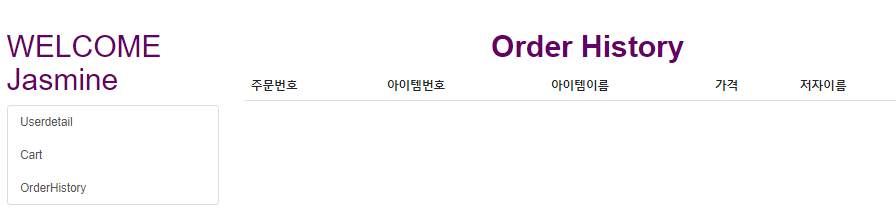 WELCOME
Jasmine
Userdetail
Cart
OrderHistory
Order History
주문번호 아이템번호 아이템이름 가격 저자이름